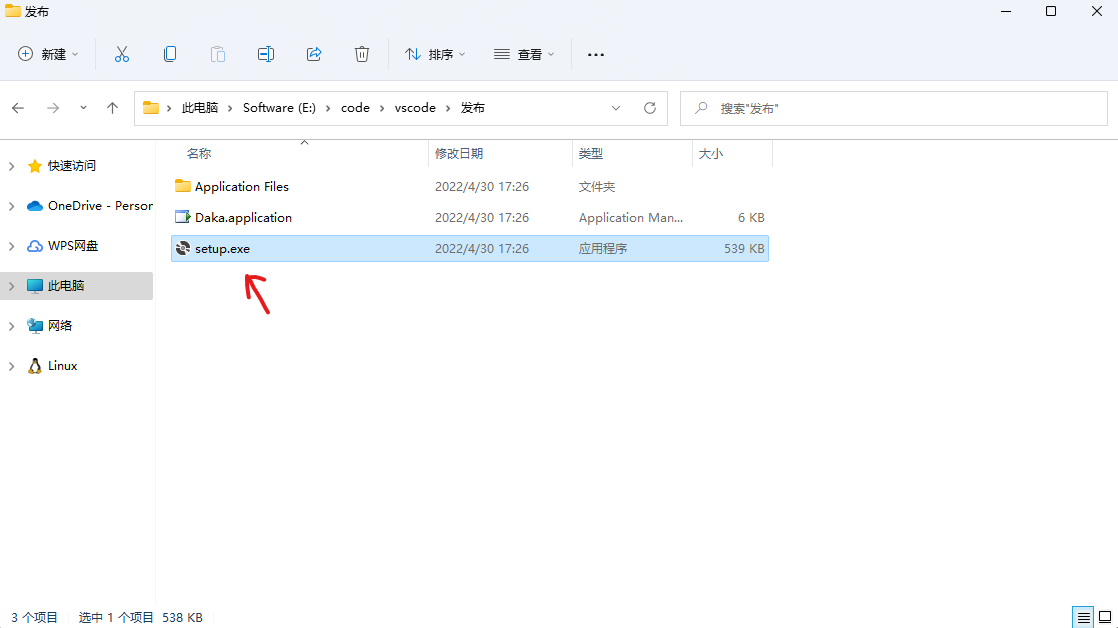 发布
新建 排序 查看
此电脑 Software (E:) code vscode 发布 搜索"发布"
名称 修改日期 类型 大小
快速访问
OneDrive - Person
WPS网盘
此电脑
网络
Linux
Application Files 2022/4/30 17:26 文件夹
Daka.application 2022/4/30 17:26 Application Man... 6 KB
setup.exe 2022/4/30 17:26 应用程序 539 KB
3 个项目 选中 1 个项目 538 KB